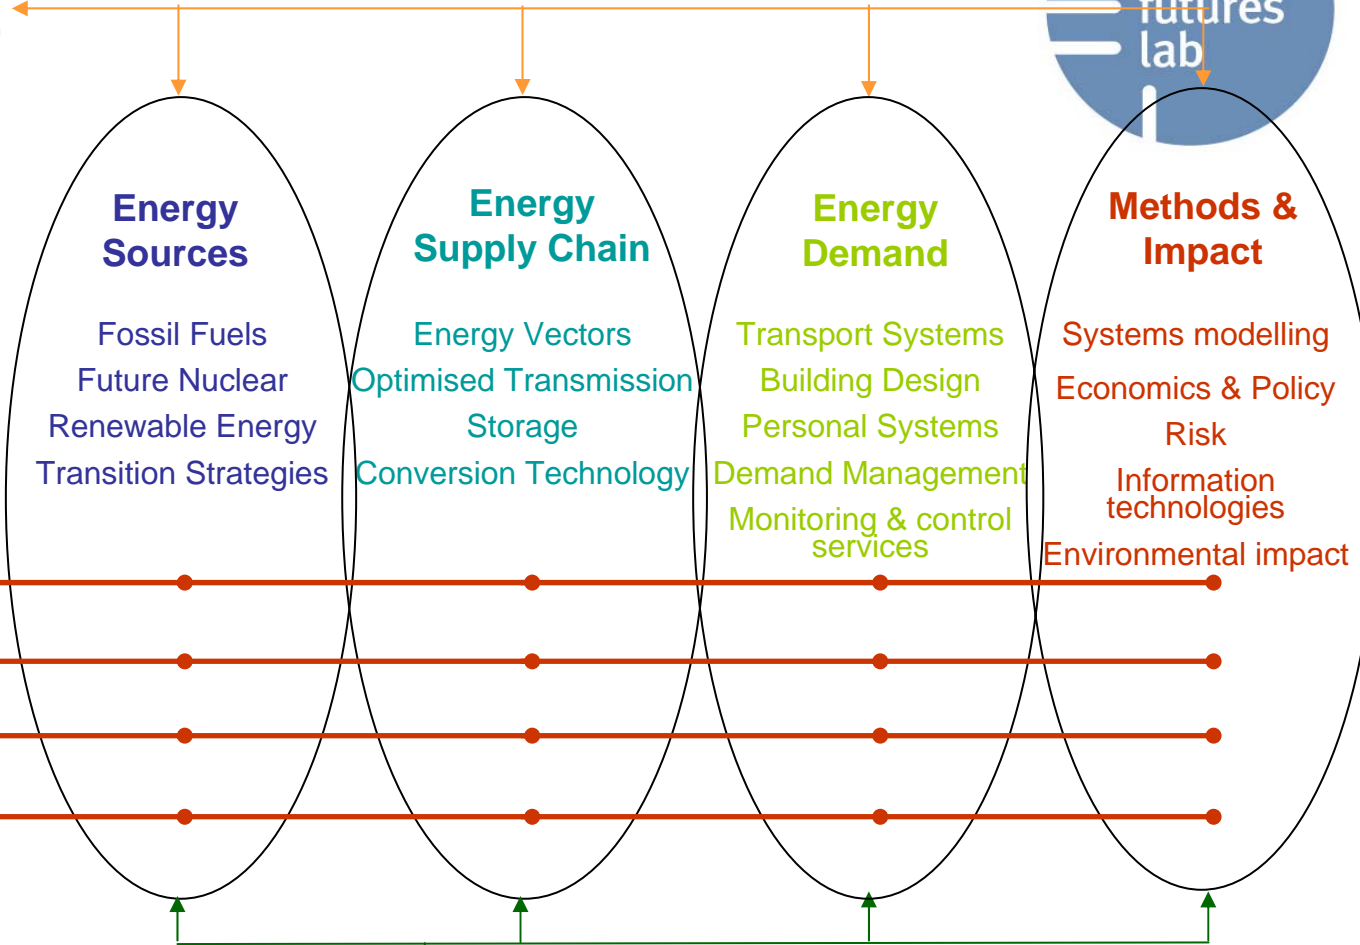 futures
lab
Energy
Sources
Fossil Fuels
Future Nuclear
Renewable Energy
Transition Strategies
Energy
Supply Chain
Energy Vectors
Optimised Transmission
Storage
Conversion Technology
Energy
Demand
Transport Systems
Building Design
Personal Systems
Demand Management
Monitoring & control
services
Methods &
Impact
Systems modelling
Economics & Policy
Risk
Information
technologies
Environmental impact